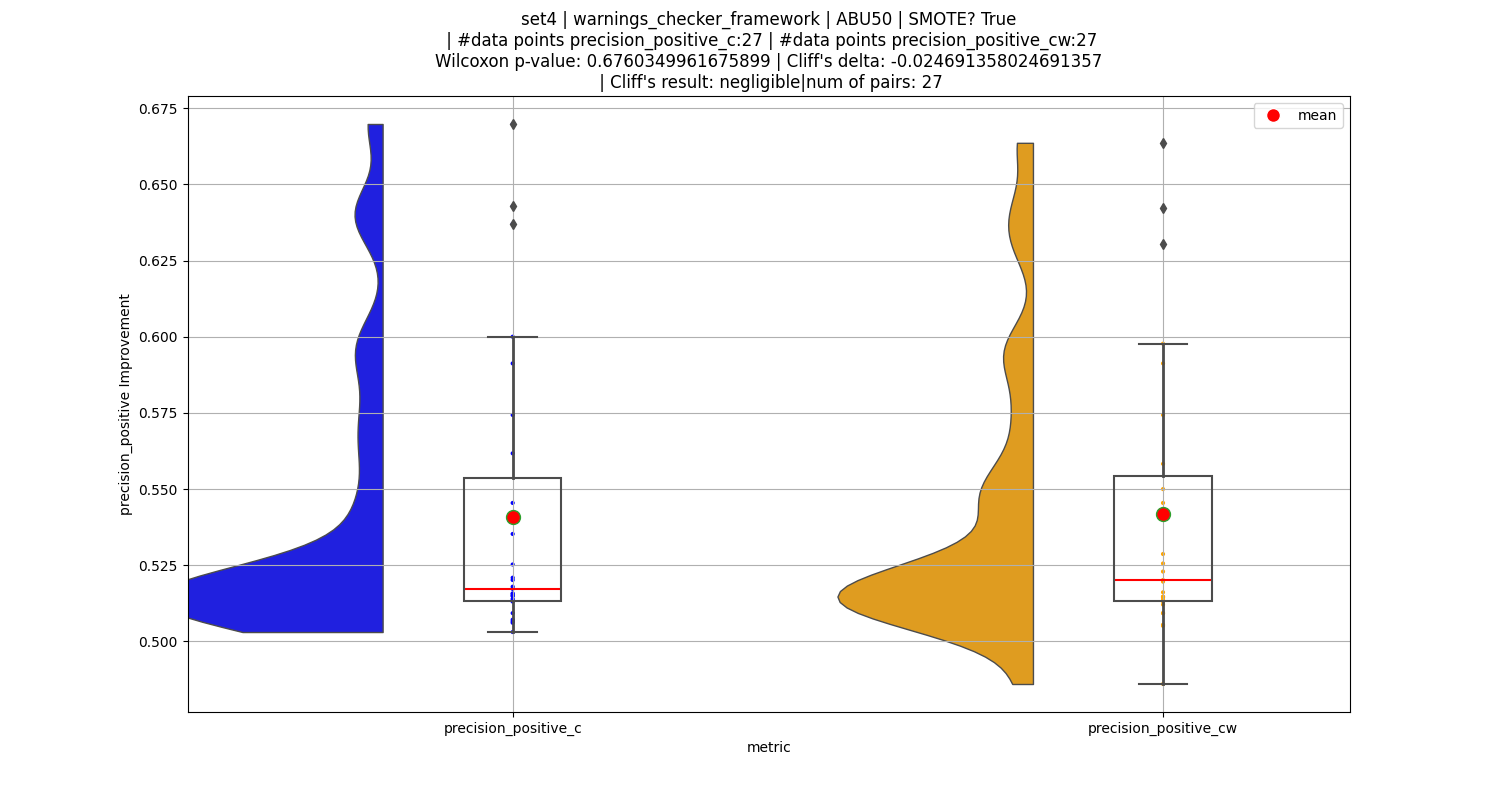 set4 | warnings_checker_framework | ABU50 | SMOTE? True
| #data points precision_positive_c:27 | #data points precision_positive_cw:27
Wilcoxon p-value: 0.6760349961675899 | Cliff's delta: -0.024691358024691357
| Cliff's result: negligible|num of pairs: 27
mean
0.675
0.650
0.625
0.600
0.575
0.550
0.525
0.500
precision_positive Improvement
precision_positive_c
precision_positive_cw
metric